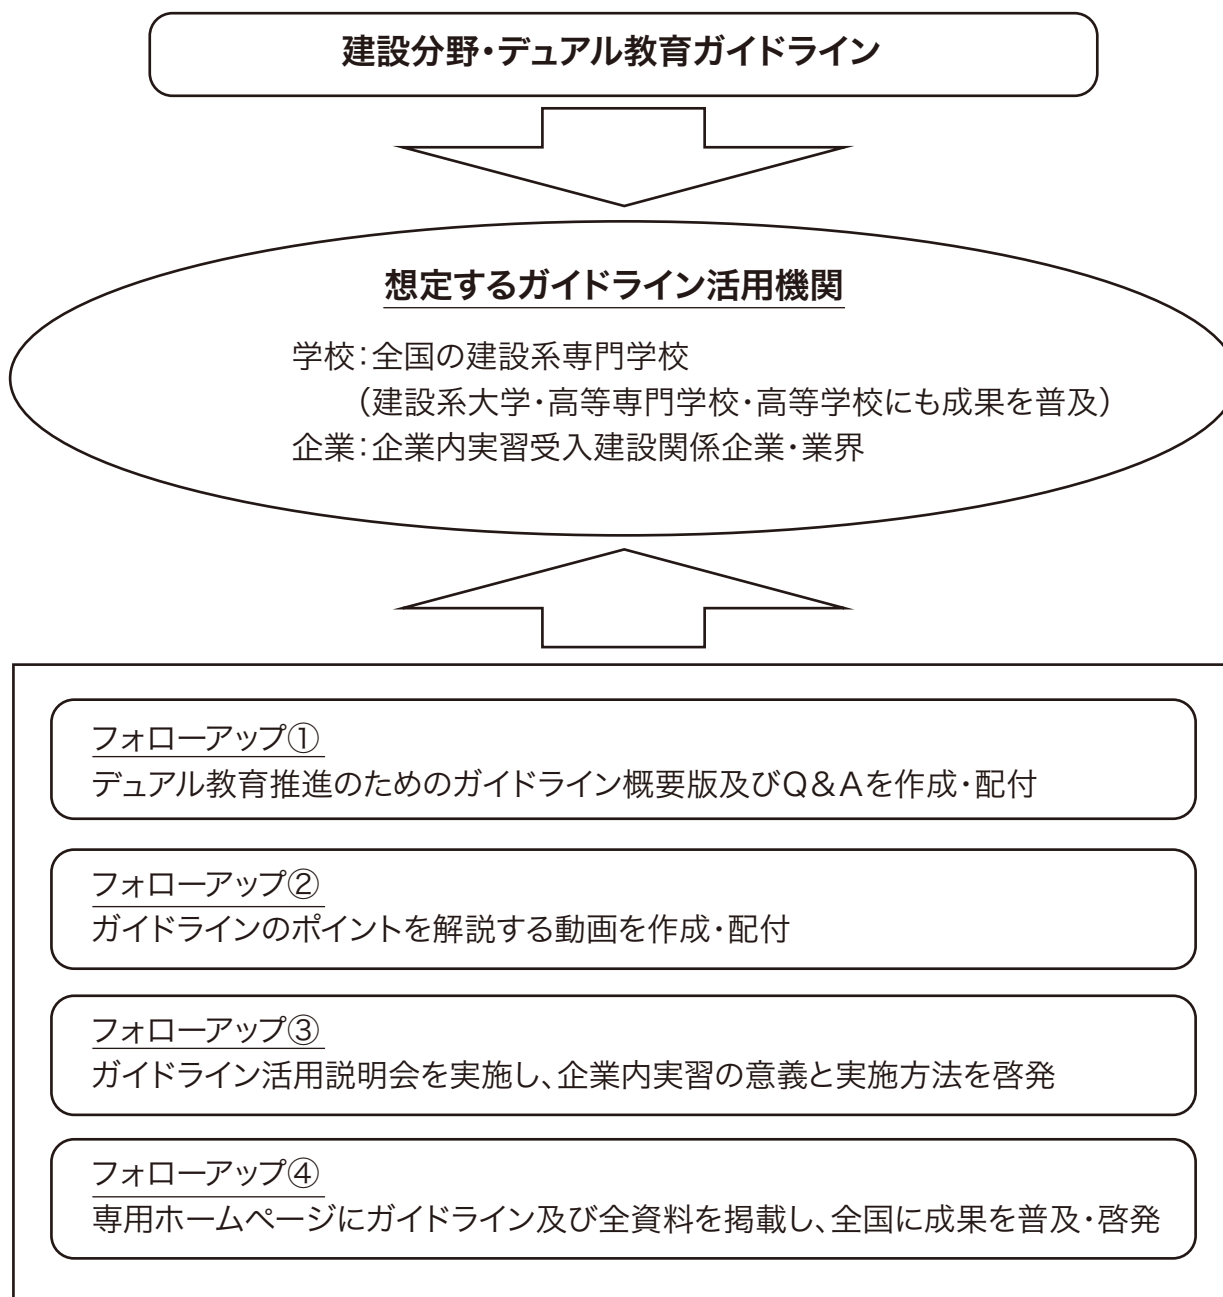 建設分野・デュアル教育ガイドライン
想定するガイドライン活用機関
学校：全国の建設系専門学校
（建設系大学・高等専門学校・高等学校にも成果を普及）
企業：企業内実習受入建設関係企業・業界
フォローアップ①
デュアル教育推進のためのガイドライン概要版及びQ＆Aを作成・配付
フォローアップ②
ガイドラインのポイントを解説する動画を作成・配付
フォローアップ③
ガイドライン活用説明会を実施し、企業内実習の意義と実施方法を啓発
フォローアップ④
専用ホームページにガイドライン及び全資料を掲載し、全国に成果を普及・啓発